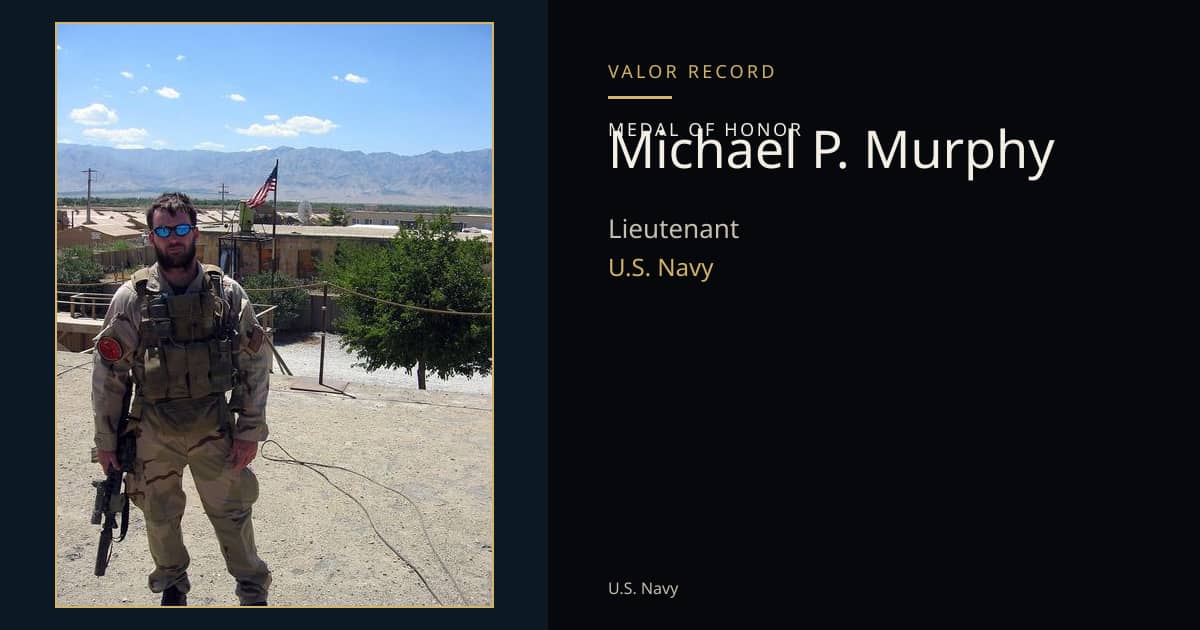 VALOR RECORD
MEDAL OF HONOR
Michael P. Murphy
Lieutenant
U.S. Navy
U.S. Navy